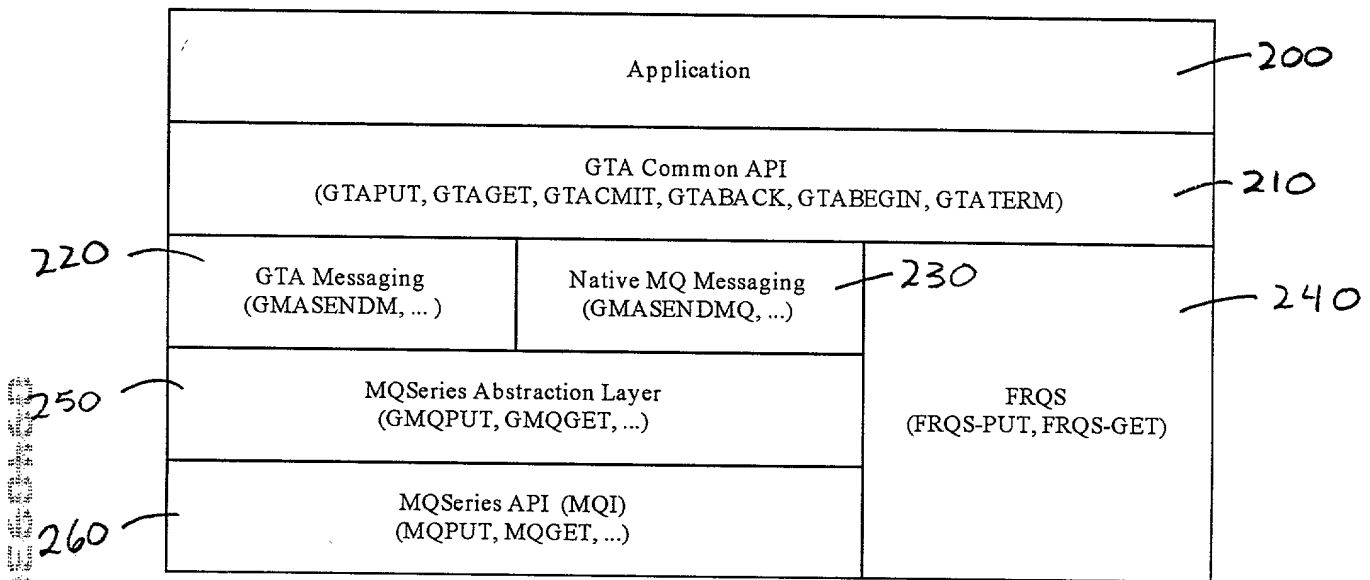 Application
200
GTA Common API
(GTAPUT, GTAGET, GTACMIT, GTABACK, GTABEGIN, GTATERM)
210
220
GTA Messaging
(GMASENDM, ... )
Native MQ Messaging
(GMASENDMQ, ...)
230
240
250
MQSeries Abstraction Layer
(GMQPUT, GMQGET, ...)
FRQS
(FRQS-PUT, FRQS-GET)
260
MQSeries API (MQI)
(MQPUT, MQGET, ...)